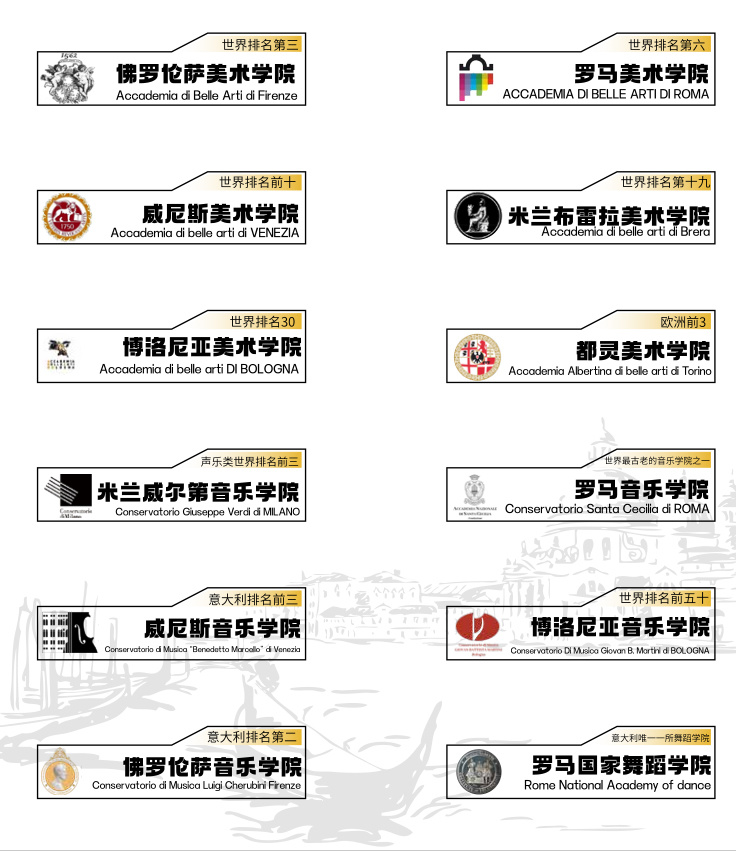 世界排名第三
1562
佛罗伦萨美术学院
Accademia di Belle Arti di Firenze
世界排名第六
罗马美术学院
ACCADEMIA DI BELLE ARTI DI ROMA
世界排名前十
1750
威尼斯美术学院
Accademia di belle arti di VENEZIA
世界排名第十九
米兰布雷拉美术学院
Accademia di belle arti di Brera
世界排名30
博洛尼亚美术学院
Accademia di belle arti DI BOLOGNA
欧洲前3
都灵美术学院
Accademia Albertina di belle arti di Torino
声乐类世界排名前三
米兰威尔第音乐学院
Conservatorio
di Milano
Conservatorio Giuseppe Verdi di MILANO
世界最古老的音乐学院之一
罗马音乐学院
Accademia Nazionale
di Santa Cecilia
Conservatorio Santa Cecilia di ROMA
意大利排名前三
威尼斯音乐学院
Conservatorio di Musica "Benedetto Marcello" di Venezia
世界排名前五十
博洛尼亚音乐学院
Conservatorio Di Musica Giovan B. Martini di BOLOGNA
意大利排名第二
佛罗伦萨音乐学院
Conservatorio di Musica Luigi Cherubini Firenze
意大利唯一一所舞蹈学院
罗马国家舞蹈学院
Rome National Academy of dance